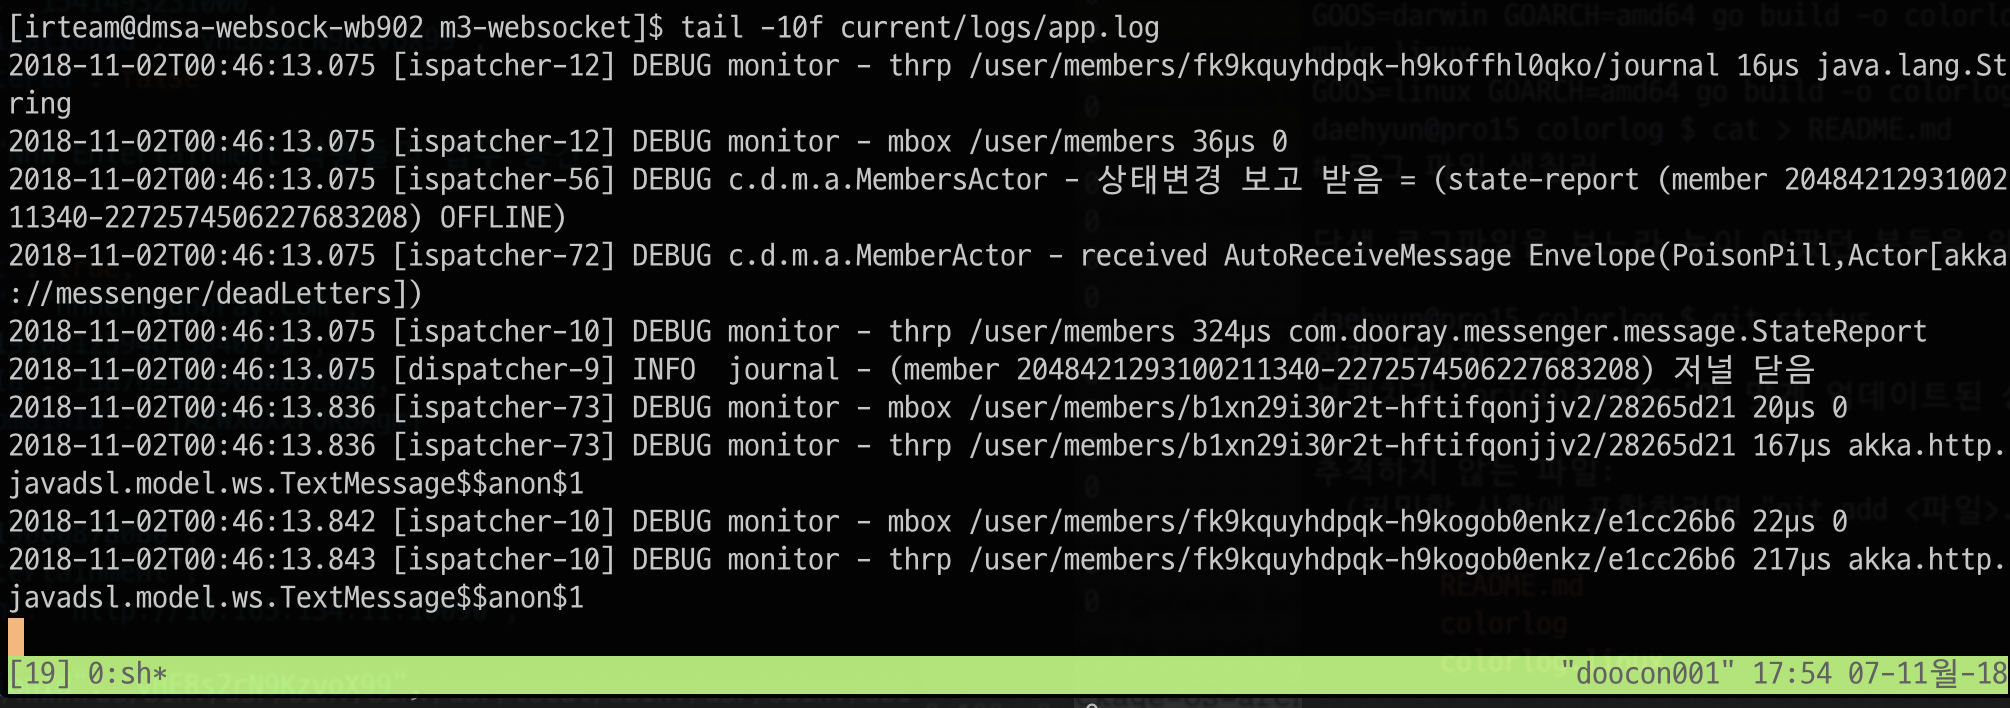 [irteam@dmsa-websock-wb902 m3-websocket]$ tail -10f current/logs/app.log
2018-11-02T00:46:13.075 [ispatcher-12] DEBUG monitor - thrp /user/members/fk9kquyhdpqk-h9koffhl0qko/journal 16µs java.lang.St
ring
2018-11-02T00:46:13.075 [ispatcher-12] DEBUG monitor - mbox /user/members 36µs 0
2018-11-02T00:46:13.075 [ispatcher-56] DEBUG c.d.m.a.MembersActor - 상태변경 보고 받음 = (state-report (member 20484212931002
11340-2272574506227683208) OFFLINE)
2018-11-02T00:46:13.075 [ispatcher-72] DEBUG c.d.m.a.MemberActor - received AutoReceiveMessage Envelope(PoisonPill,Actor[akka
://messenger/deadLetters])
2018-11-02T00:46:13.075 [ispatcher-10] DEBUG monitor - thrp /user/members 324µs com.dooray.messenger.message.StateReport
2018-11-02T00:46:13.075 [dispatcher-9] INFO  journal - (member 2048421293100211340-2272574506227683208) 저널 닫음
2018-11-02T00:46:13.836 [ispatcher-73] DEBUG monitor - mbox /user/members/b1xn29i30r2t-hftifqonjjv2/28265d21 20µs 0
2018-11-02T00:46:13.836 [ispatcher-73] DEBUG monitor - thrp /user/members/b1xn29i30r2t-hftifqonjjv2/28265d21 167µs akka.http.
javadsl.model.ws.TextMessage$$anon$1
2018-11-02T00:46:13.842 [ispatcher-10] DEBUG monitor - mbox /user/members/fk9kquyhdpqk-h9kogob0enkz/e1cc26b6 22µs 0
2018-11-02T00:46:13.843 [ispatcher-10] DEBUG monitor - thrp /user/members/fk9kquyhdpqk-h9kogob0enkz/e1cc26b6 217µs akka.http.
javadsl.model.ws.TextMessage$$anon$1
[19] 0:sh* "doocon001" 17:54 07-11월-18